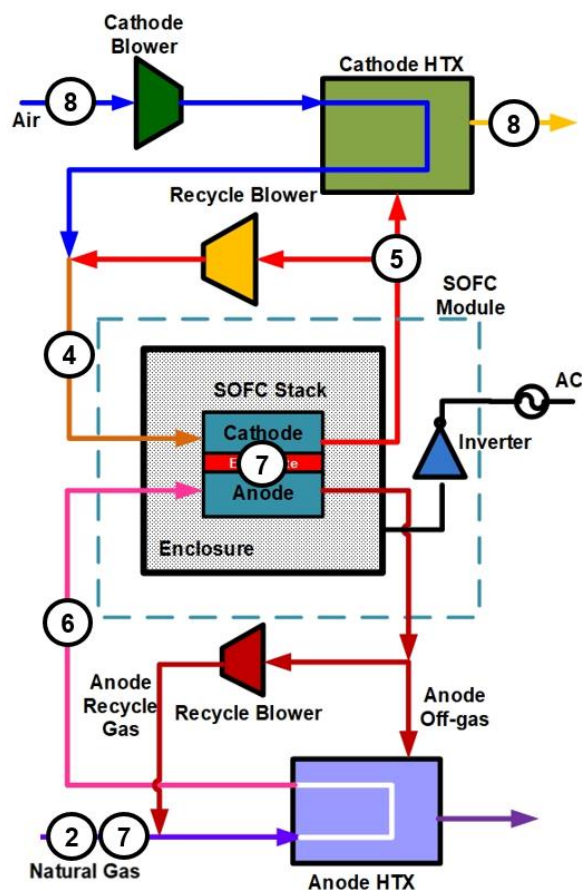 Cathode
Blower
Cathode HTX
8
8
Air
Recycle Blower
5
SOFC
Module
4
SOFC Stack
AC
Cathode
Inverter
7
Anode
Enclosure
6
Anode
Recycle
Gas
Recycle Blower
Anode
Off-gas
2
7
Natural Gas
Anode HTX